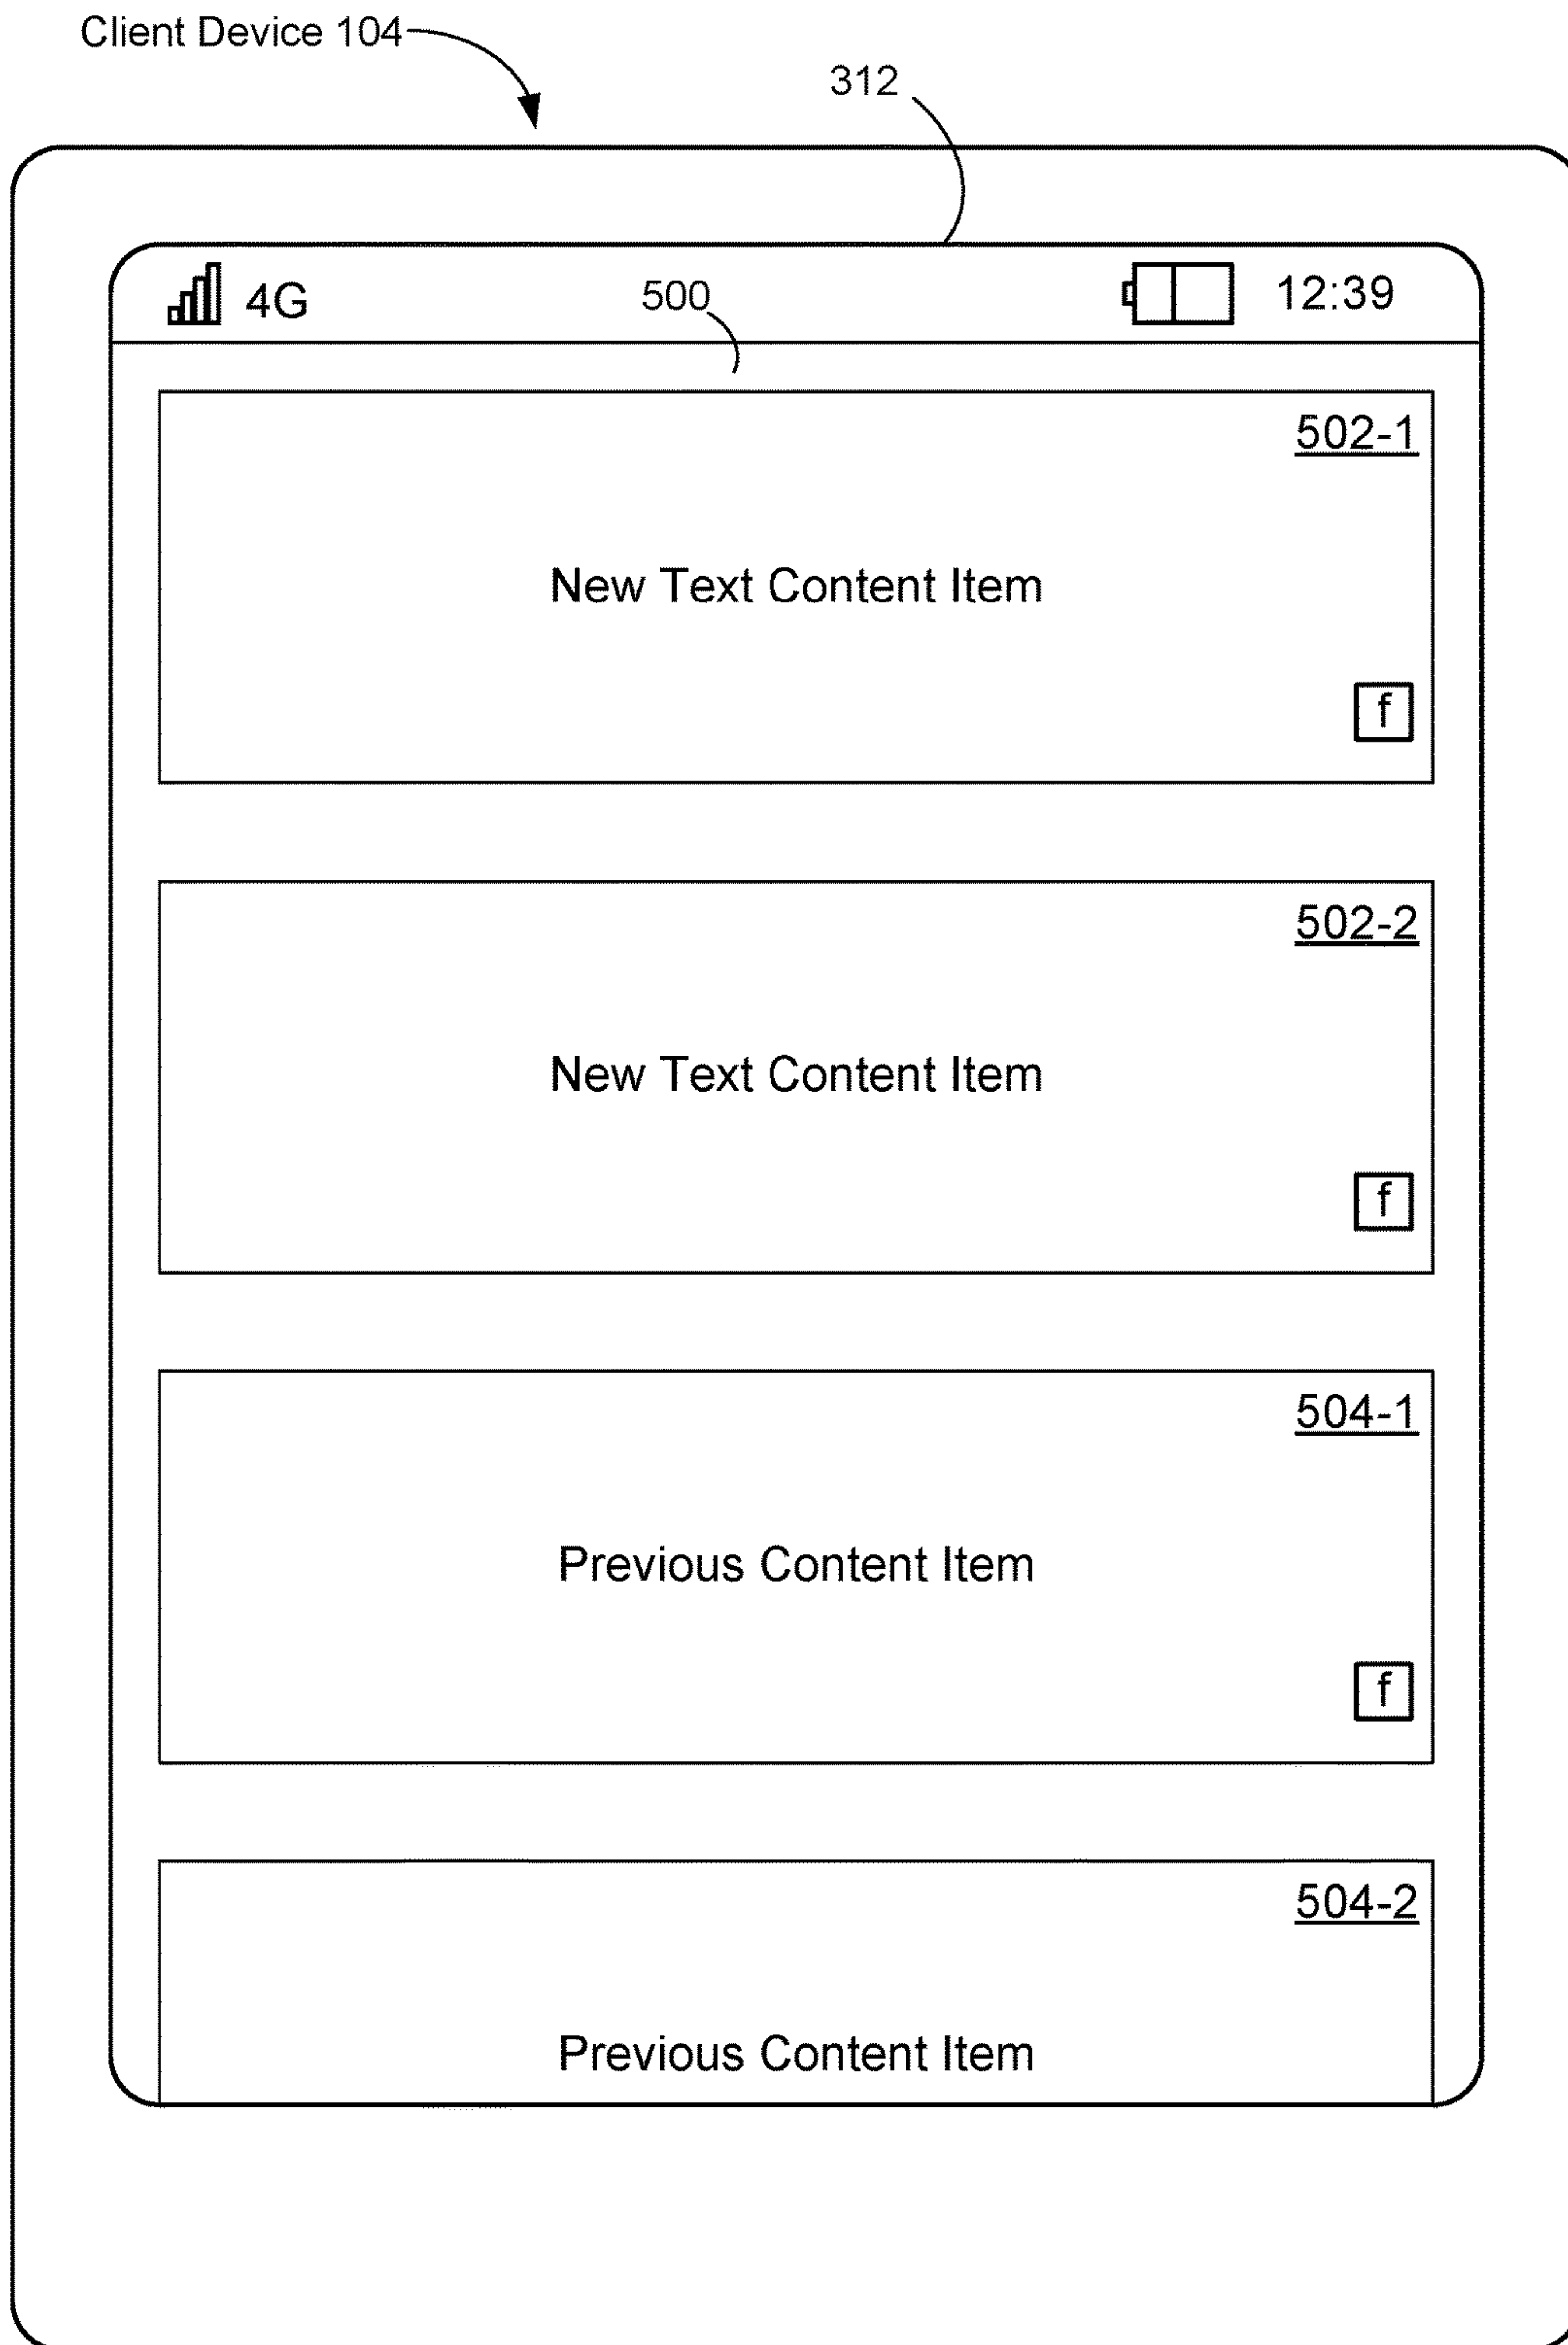 Client Device 104
312
4G
500
12:39
502-1
New Text Content Item
f
502-2
New Text Content Item
f
504-1
Previous Content Item
f
504-2
Previous Content Item